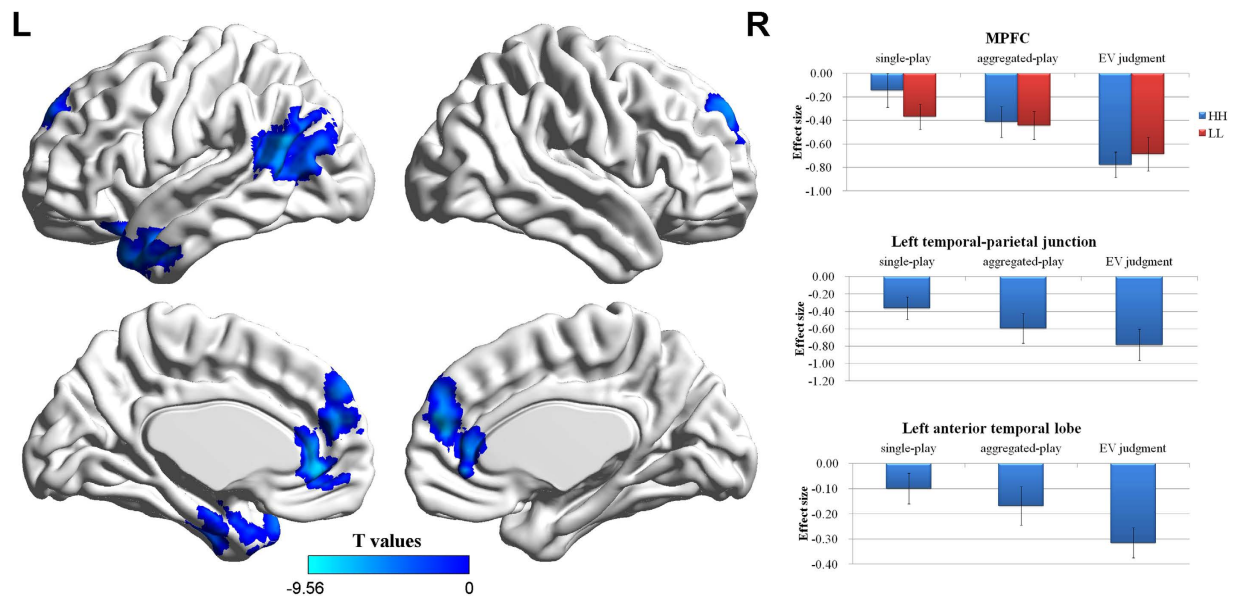 L
R
T values
-9.56 0
MPFC
single-play aggregated-play EV judgment
0.00
-0.20
-0.40
-0.60
-0.80
-1.00
Effect size
HH
LL
Left temporal-parietal junction
single-play aggregated-play EV judgment
0.00
-0.20
-0.40
-0.60
-0.80
-1.00
-1.20
Effect size
Left anterior temporal lobe
single-play aggregated-play EV judgment
0.00
-0.10
-0.20
-0.30
-0.40
Effect size